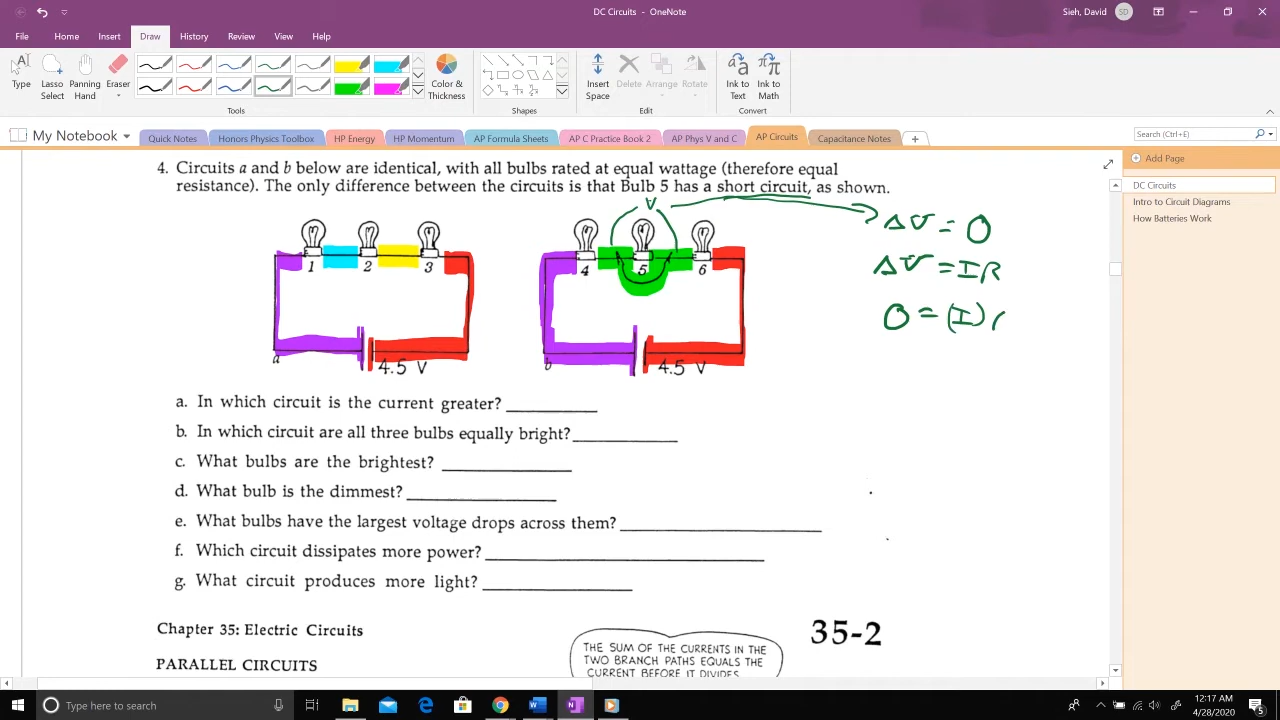 DC Circuits - OneNote
Sieh, David
SD
File Home Insert Draw History Review View Help
Type
Lasso Select
Panning Hand
Eraser
Color & Thickness
Insert Space
Delete
Arrange
Rotate
Ink to Text
Ink to Math
Tools
Shapes
Edit
Convert
My Notebook
Quick Notes
Honors Physics Toolbox
HP Energy
HP Momentum
AP Formula Sheets
AP C Practice Book 2
AP Phys V and C
AP Circuits
Capacitance Notes
Search (Ctrl+E)
Add Page
DC Circuits
Intro to Circuit Diagrams
How Batteries Work
4. Circuits a and b below are identical, with all bulbs rated at equal wattage (therefore equal
resistance). The only difference between the circuits is that Bulb 5 has a short circuit, as shown.
V
ΔV = 0
ΔV = IR
0 = (I) (
1 2 3
4 5 6
a 4.5 V
b 4.5 V
a. In which circuit is the current greater?
b. In which circuit are all three bulbs equally bright?
c. What bulbs are the brightest?
d. What bulb is the dimmest?
e. What bulbs have the largest voltage drops across them?
f. Which circuit dissipates more power?
g. What circuit produces more light?
Chapter 35: Electric Circuits
35-2
PARALLEL CIRCUITS
THE SUM OF THE CURRENTS IN THE
TWO BRANCH PATHS EQUALS THE
CURRENT BEFORE IT DIVIDES.
Type here to search
12:17 AM
4/28/2020
5